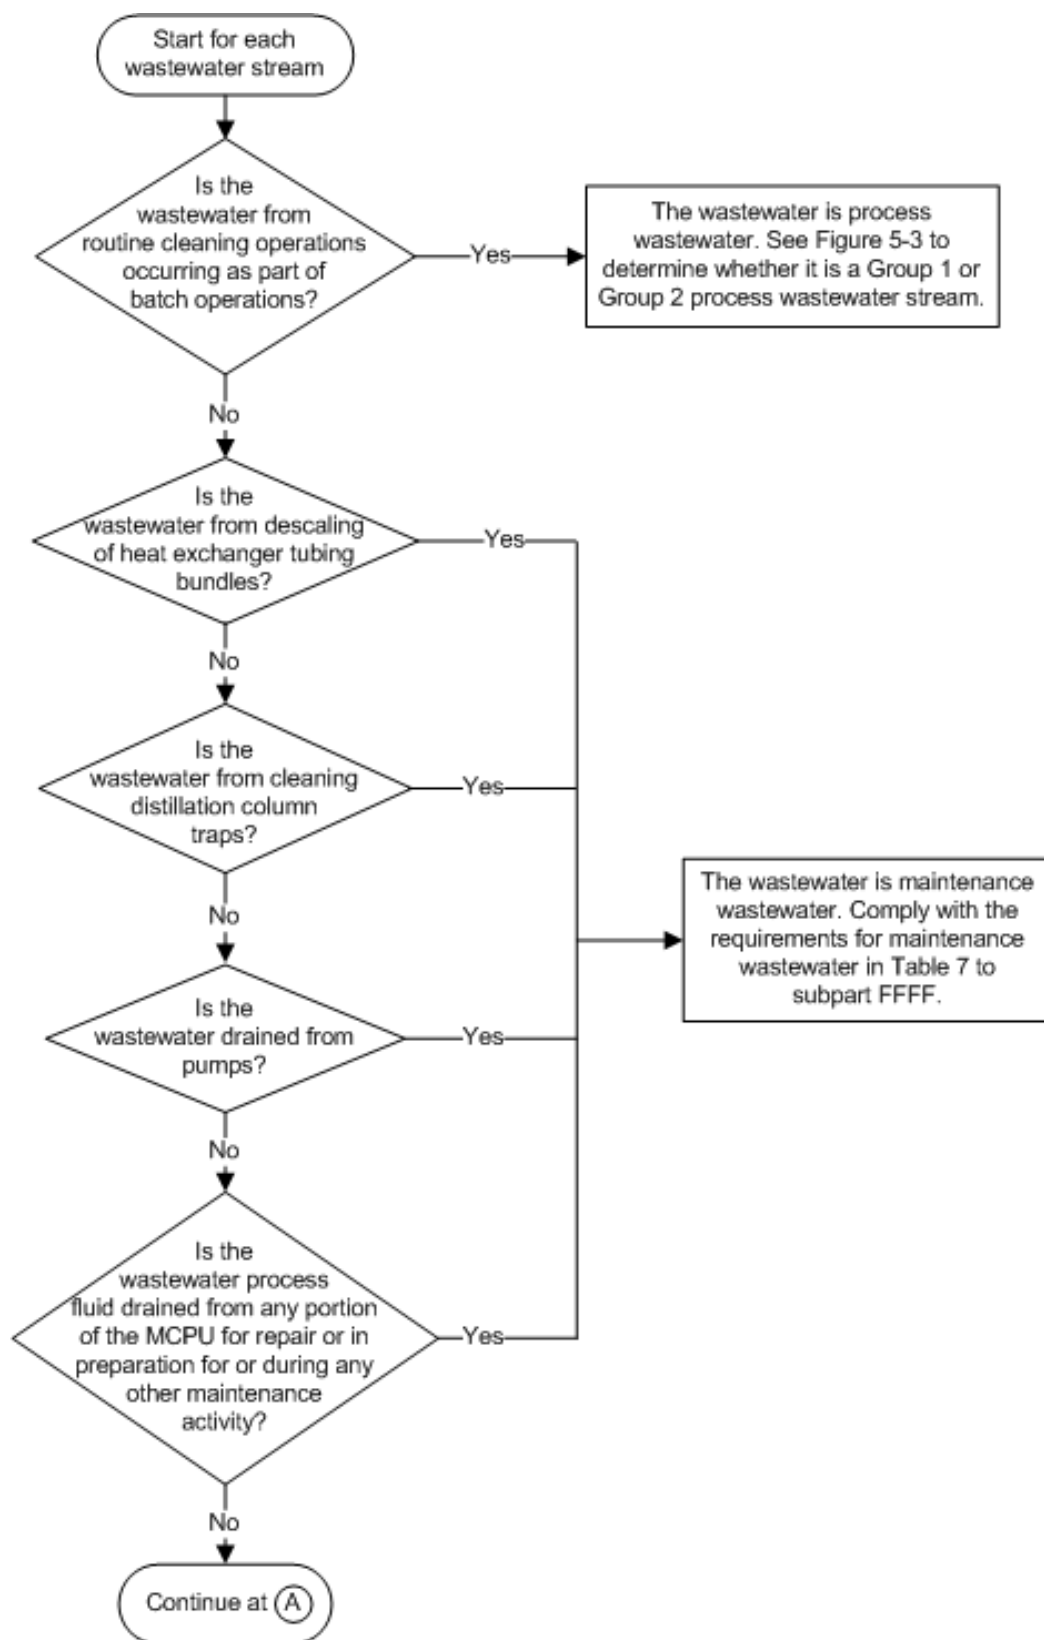 Start for each
wastewater stream
Is the
wastewater from
routine cleaning operations
occurring as part of
batch operations?
Yes
The wastewater is process
wastewater. See Figure 5-3 to
determine whether it is a Group 1 or
Group 2 process wastewater stream.
No
Is the
wastewater from descaling
of heat exchanger tubing
bundles?
Yes
No
Is the
wastewater from cleaning
distillation column
traps?
Yes
The wastewater is maintenance
wastewater. Comply with the
requirements for maintenance
wastewater in Table 7 to
subpart FFFF.
No
Is the
wastewater drained from
pumps?
Yes
No
Is the
wastewater process
fluid drained from any portion
of the MCPU for repair or in
preparation for or during any
other maintenance
activity?
Yes
No
Continue at A